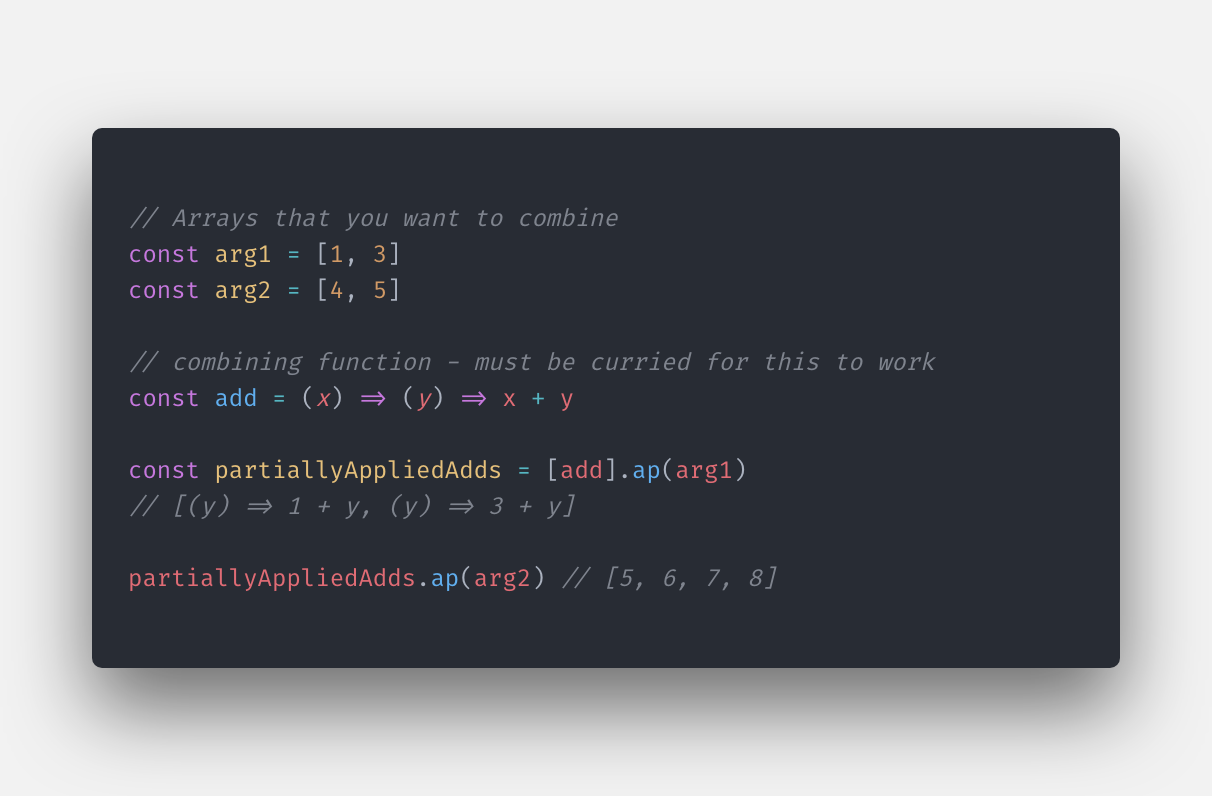 // Arrays that you want to combine
const arg1 = [1, 3]
const arg2 = [4, 5]
// combining function - must be curried for this to work
const add = (x) => (y) => x + y
const partiallyAppliedAdds = [add].ap(arg1)
// [(y) => 1 + y, (y) => 3 + y]
partiallyAppliedAdds.ap(arg2) // [5, 6, 7, 8]